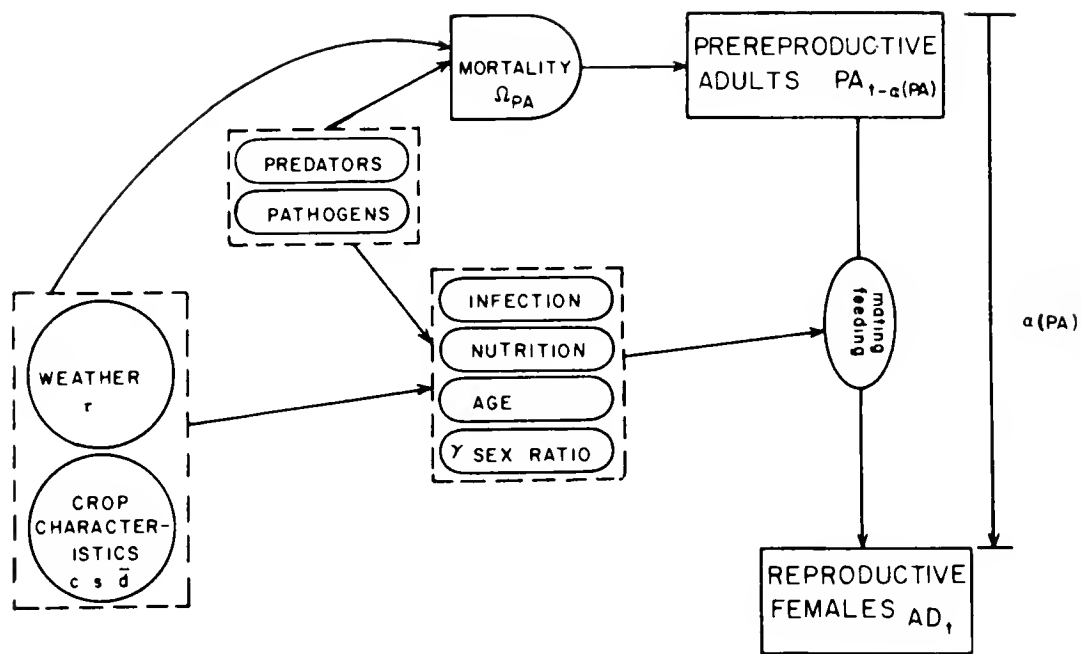 MORTALITY
Ω_PA
PREREPRODUCTIVE
ADULTS PA_t-α(PA)
PREDATORS
PATHOGENS
INFECTION
NUTRITION
AGE
γ SEX RATIO
mating
feeding
α(PA)
WEATHER
r
CROP
CHARACTER-
ISTICS
c s d̄
REPRODUCTIVE
FEMALES AD_t